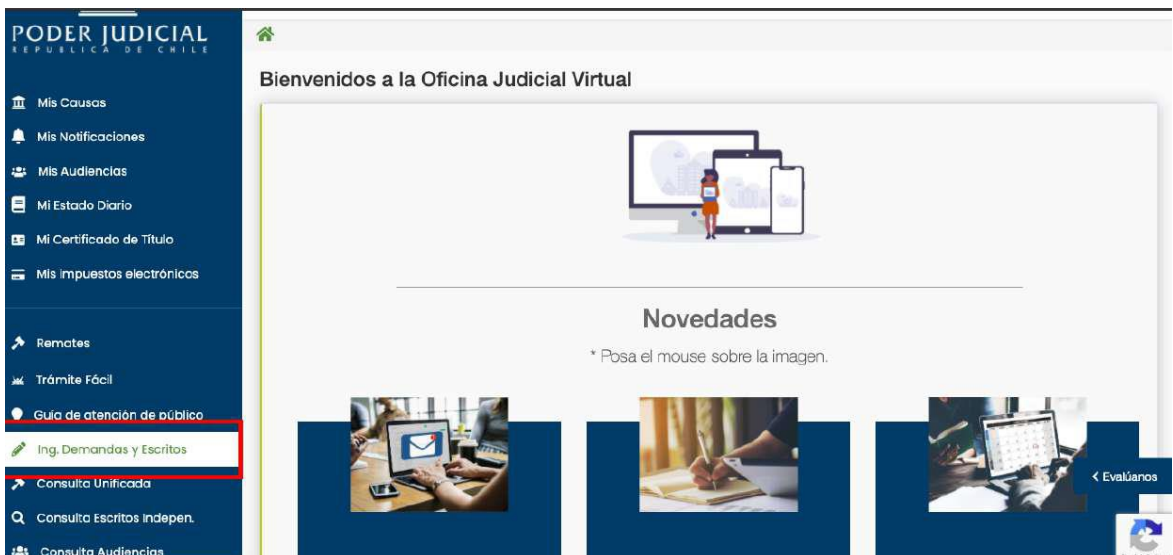 PODER JUDICIAL
REPUBLICA DE CHILE
Mis Causas
Mis Notificaciones
Mis Audiencias
Mi Estado Diario
Mi Certificado de Título
Mis impuestos electrónicos
Remates
Trámite Fácil
Guía de atención de público
Ing. Demandas y Escritos
Consulta Unificada
Consulta Escritos Indepen.
Consulta Audiencias
Bienvenidos a la Oficina Judicial Virtual
Novedades
* Posa el mouse sobre la imagen.
< Evalúanos